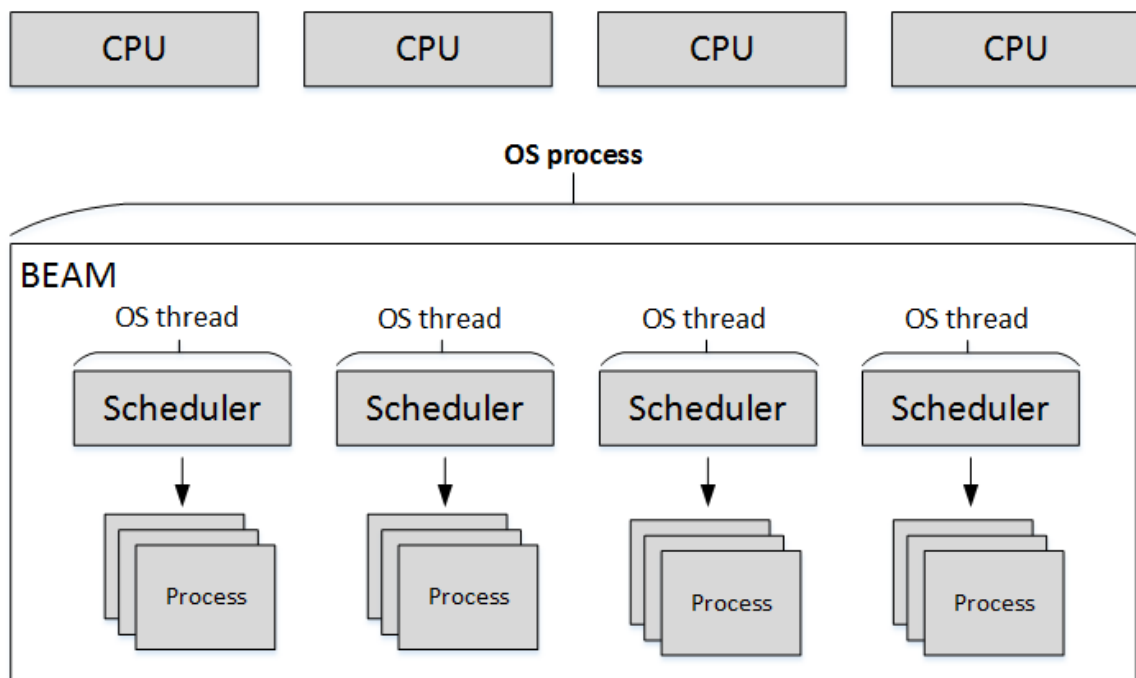 CPU CPU CPU CPU
OS process
BEAM
OS thread OS thread OS thread OS thread
Scheduler Scheduler Scheduler Scheduler
Process Process Process Process